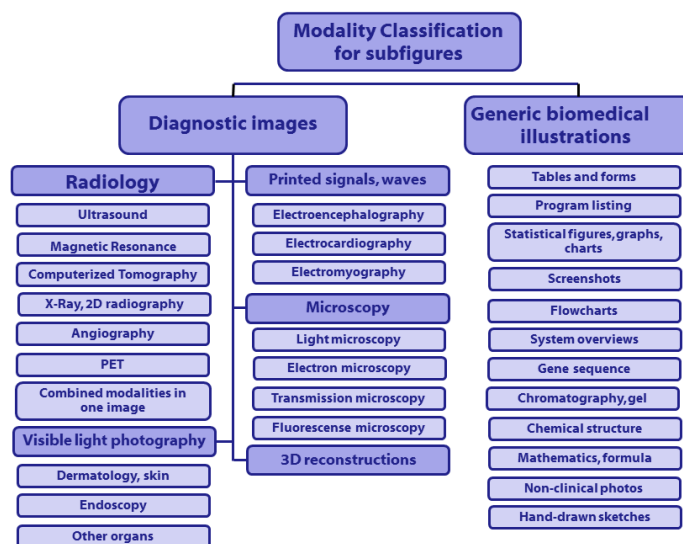 Modality Classification
for subfigures
Diagnostic images
Generic biomedical
illustrations
Radiology
Ultrasound
Magnetic Resonance
Computerized Tomography
X-Ray, 2D radiography
Angiography
PET
Combined modalities in
one image
Visible light photography
Dermatology, skin
Endoscopy
Other organs
Printed signals, waves
Electroencephalography
Electrocardiography
Electromyography
Microscopy
Light microscopy
Electron microscopy
Transmission microscopy
Fluorescense microscopy
3D reconstructions
Tables and forms
Program listing
Statistical figures, graphs,
charts
Screenshots
Flowcharts
System overviews
Gene sequence
Chromatography, gel
Chemical structure
Mathematics, formula
Non-clinical photos
Hand-drawn sketches